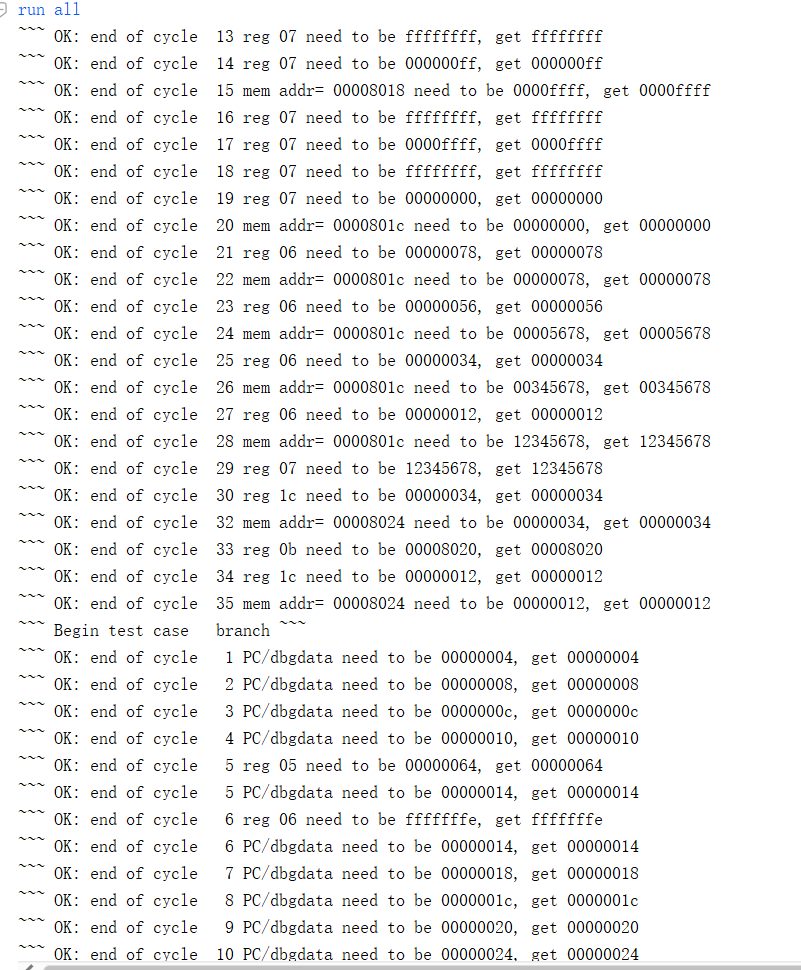 run all
~~~ OK: end of cycle  13 reg 07 need to be ffffffff, get ffffffff
~~~ OK: end of cycle  14 reg 07 need to be 000000ff, get 000000ff
~~~ OK: end of cycle  15 mem addr= 00008018 need to be 0000ffff, get 0000ffff
~~~ OK: end of cycle  16 reg 07 need to be ffffffff, get ffffffff
~~~ OK: end of cycle  17 reg 07 need to be 0000ffff, get 0000ffff
~~~ OK: end of cycle  18 reg 07 need to be ffffffff, get ffffffff
~~~ OK: end of cycle  19 reg 07 need to be 00000000, get 00000000
~~~ OK: end of cycle  20 mem addr= 0000801c need to be 00000000, get 00000000
~~~ OK: end of cycle  21 reg 06 need to be 00000078, get 00000078
~~~ OK: end of cycle  22 mem addr= 0000801c need to be 00000078, get 00000078
~~~ OK: end of cycle  23 reg 06 need to be 00000056, get 00000056
~~~ OK: end of cycle  24 mem addr= 0000801c need to be 00005678, get 00005678
~~~ OK: end of cycle  25 reg 06 need to be 00000034, get 00000034
~~~ OK: end of cycle  26 mem addr= 0000801c need to be 00345678, get 00345678
~~~ OK: end of cycle  27 reg 06 need to be 00000012, get 00000012
~~~ OK: end of cycle  28 mem addr= 0000801c need to be 12345678, get 12345678
~~~ OK: end of cycle  29 reg 07 need to be 12345678, get 12345678
~~~ OK: end of cycle  30 reg 1c need to be 00000034, get 00000034
~~~ OK: end of cycle  32 mem addr= 00008024 need to be 00000034, get 00000034
~~~ OK: end of cycle  33 reg 0b need to be 00008020, get 00008020
~~~ OK: end of cycle  34 reg 1c need to be 00000012, get 00000012
~~~ OK: end of cycle  35 mem addr= 00008024 need to be 00000012, get 00000012
~~~ Begin test case   branch ~~~
~~~ OK: end of cycle   1 PC/dbgdata need to be 00000004, get 00000004
~~~ OK: end of cycle   2 PC/dbgdata need to be 00000008, get 00000008
~~~ OK: end of cycle   3 PC/dbgdata need to be 0000000c, get 0000000c
~~~ OK: end of cycle   4 PC/dbgdata need to be 00000010, get 00000010
~~~ OK: end of cycle   5 reg 05 need to be 00000064, get 00000064
~~~ OK: end of cycle   5 PC/dbgdata need to be 00000014, get 00000014
~~~ OK: end of cycle   6 reg 06 need to be fffffffe, get fffffffe
~~~ OK: end of cycle   6 PC/dbgdata need to be 00000014, get 00000014
~~~ OK: end of cycle   7 PC/dbgdata need to be 00000018, get 00000018
~~~ OK: end of cycle   8 PC/dbgdata need to be 0000001c, get 0000001c
~~~ OK: end of cycle   9 PC/dbgdata need to be 00000020, get 00000020
~~~ OK: end of cycle  10 PC/dbgdata need to be 00000024, get 00000024